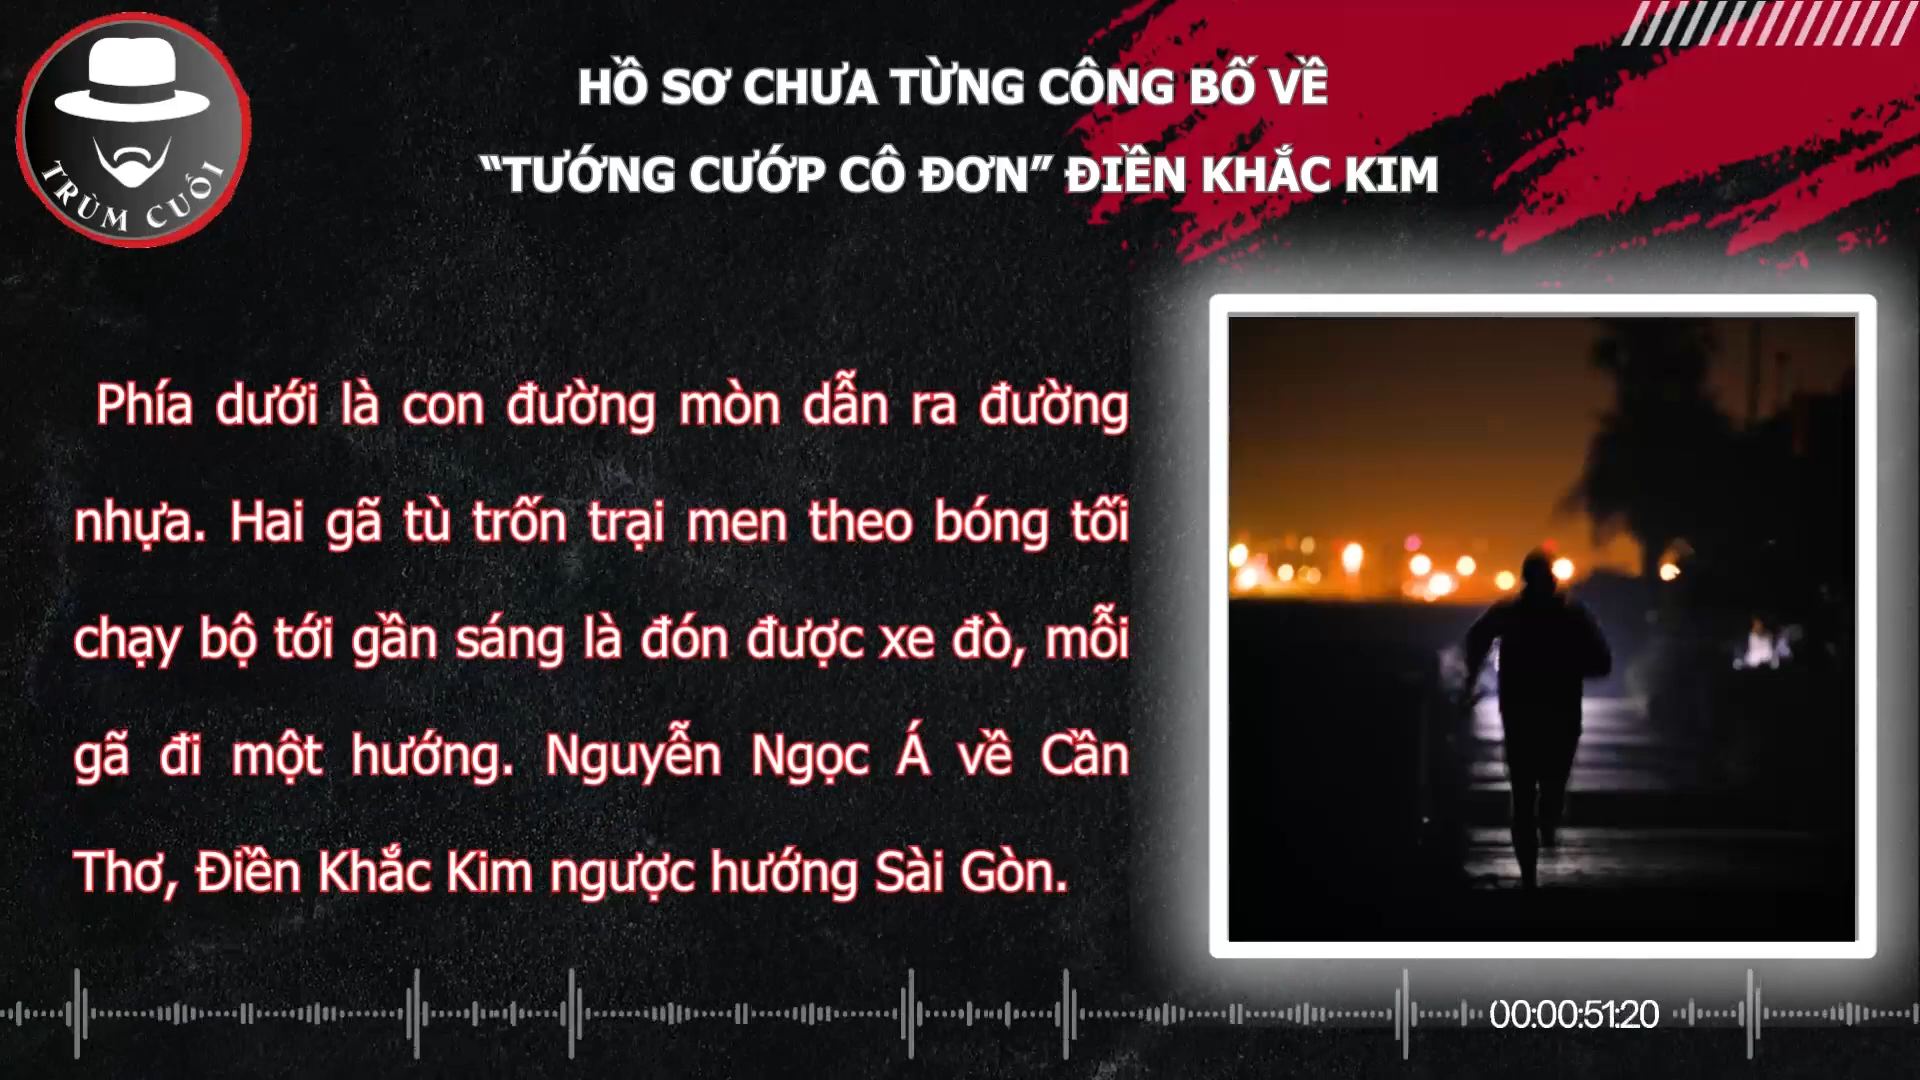 TRÙM CUỐI
HỒ SƠ CHƯA TỪNG CÔNG BỐ VỀ
“TƯỚNG CƯỚP CÔ ĐƠN” ĐIỀN KHẮC KIM
Phía dưới là con đường mòn dẫn ra đường
nhựa. Hai gã tù trốn trại men theo bóng tối
chạy bộ tới gần sáng là đón được xe đò, mỗi
gã đi một hướng. Nguyễn Ngọc Á về Cần
Thơ, Điền Khắc Kim ngược hướng Sài Gòn.
00:00:51:20